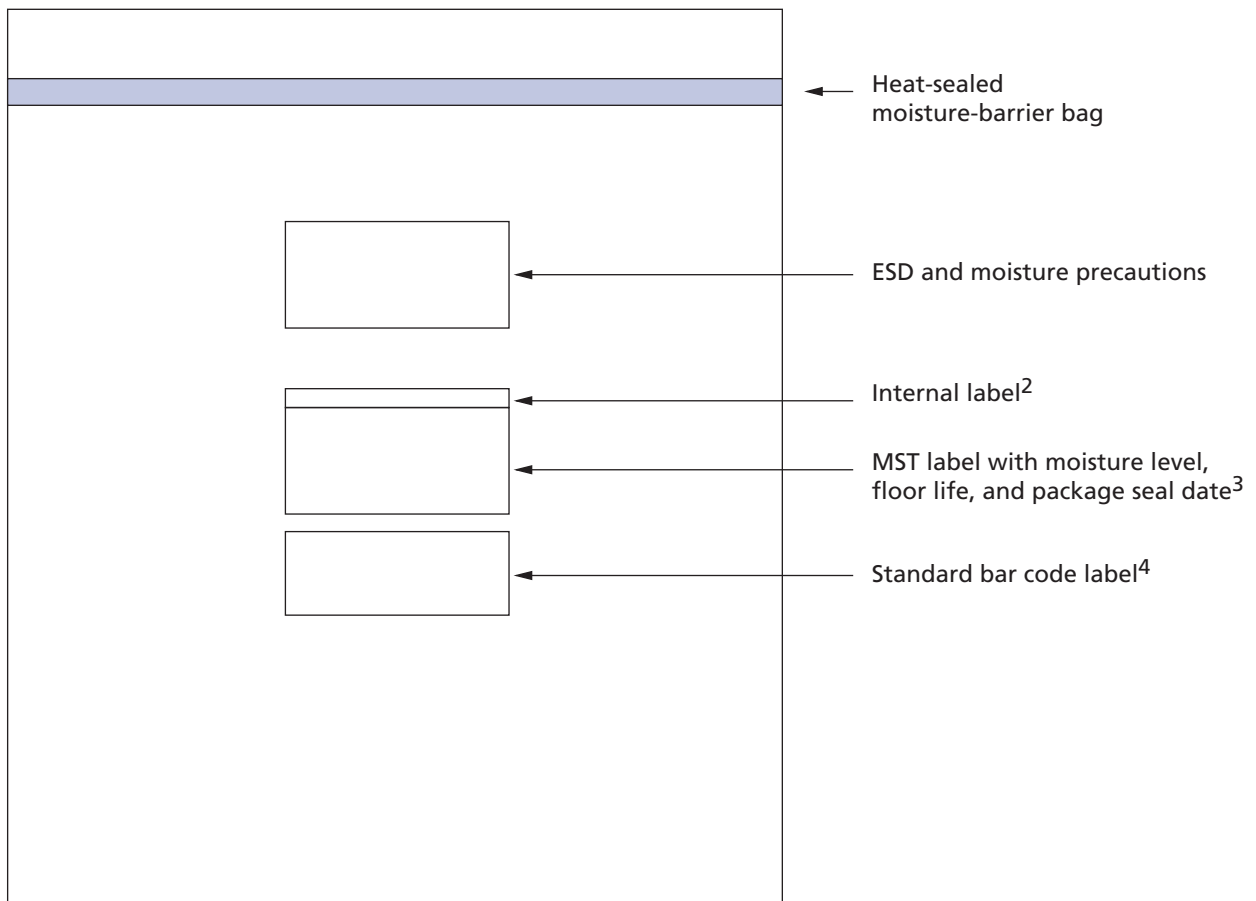 Heat-sealed
moisture-barrier bag
ESD and moisture precautions
Internal label2
MST label with moisture level,
floor life, and package seal date3
Standard bar code label4